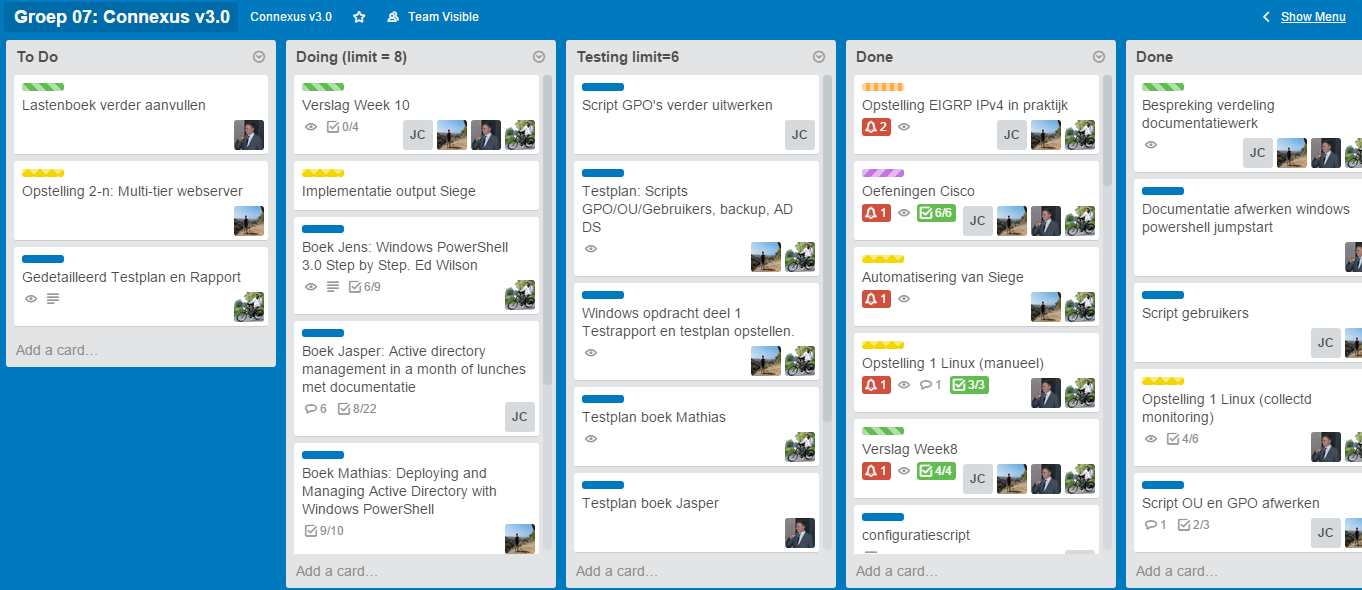 Groep 07: Connexus v3.0
Connexus v3.0
Team Visible
Show Menu
To Do
Lastenboek verder aanvullen
Opstelling 2-n: Multi-tier webserver
Gedetailleerd Testplan en Rapport
Add a card…
Doing (limit = 8)
Verslag Week 10
0/4
JC
Implementatie output Siege
Boek Jens: Windows PowerShell
3.0 Step by Step. Ed Wilson
6/9
Boek Jasper: Active directory
management in a month of lunches
met documentatie
6
8/22
JC
Boek Mathias: Deploying and
Managing Active Directory with
Windows PowerShell
9/10
Add a card…
Testing limit=6
Script GPO's verder uitwerken
JC
Testplan: Scripts
GPO/OU/Gebruikers, backup, AD
DS
Windows opdracht deel 1
Testrapport en testplan opstellen.
Testplan boek Mathias
Testplan boek Jasper
Add a card…
Done
Opstelling EIGRP IPv4 in praktijk
2
JC
Oefeningen Cisco
1
6/6
JC
Automatisering van Siege
1
Opstelling 1 Linux (manueel)
1
1
3/3
Verslag Week8
1
4/4
JC
configuratiescript
Add a card…
Done
Bespreking verdeling
documentatiewerk
JC
Documentatie afwerken windows
powershell jumpstart
Script gebruikers
JC
Opstelling 1 Linux (collectd
monitoring)
4/6
Script OU en GPO afwerken
1
2/3
JC
Add a card…